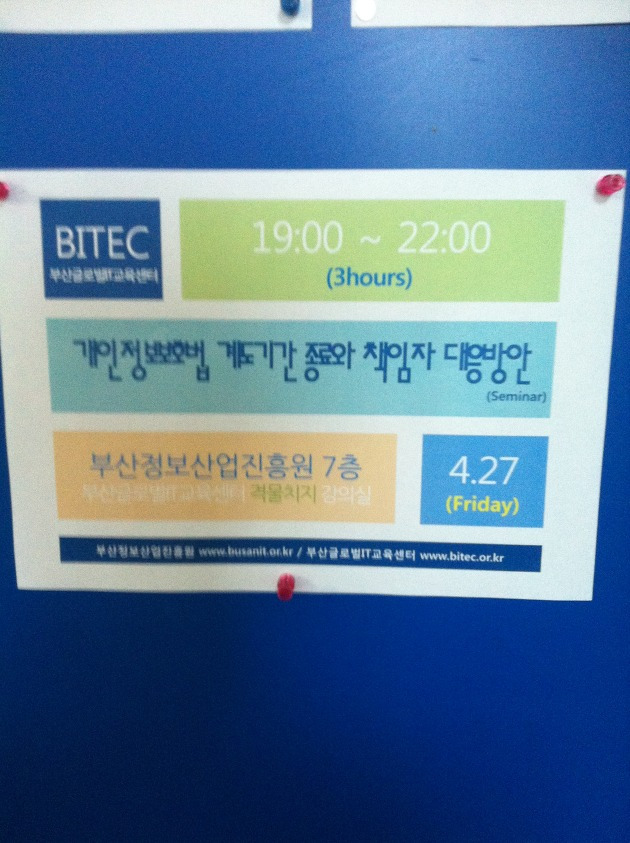 BITEC
부산글로벌IT교육센터
19:00 ~ 22:00
(3hours)
개인정보보호법 계도기간 종료와 책임자 대응방안
(Seminar)
부산정보산업진흥원 7층
부산글로벌IT교육센터 격물치지 강의실
4.27
(Friday)
부산정보산업진흥원 www.busanit.or.kr / 부산글로벌IT교육센터 www.bitec.or.kr